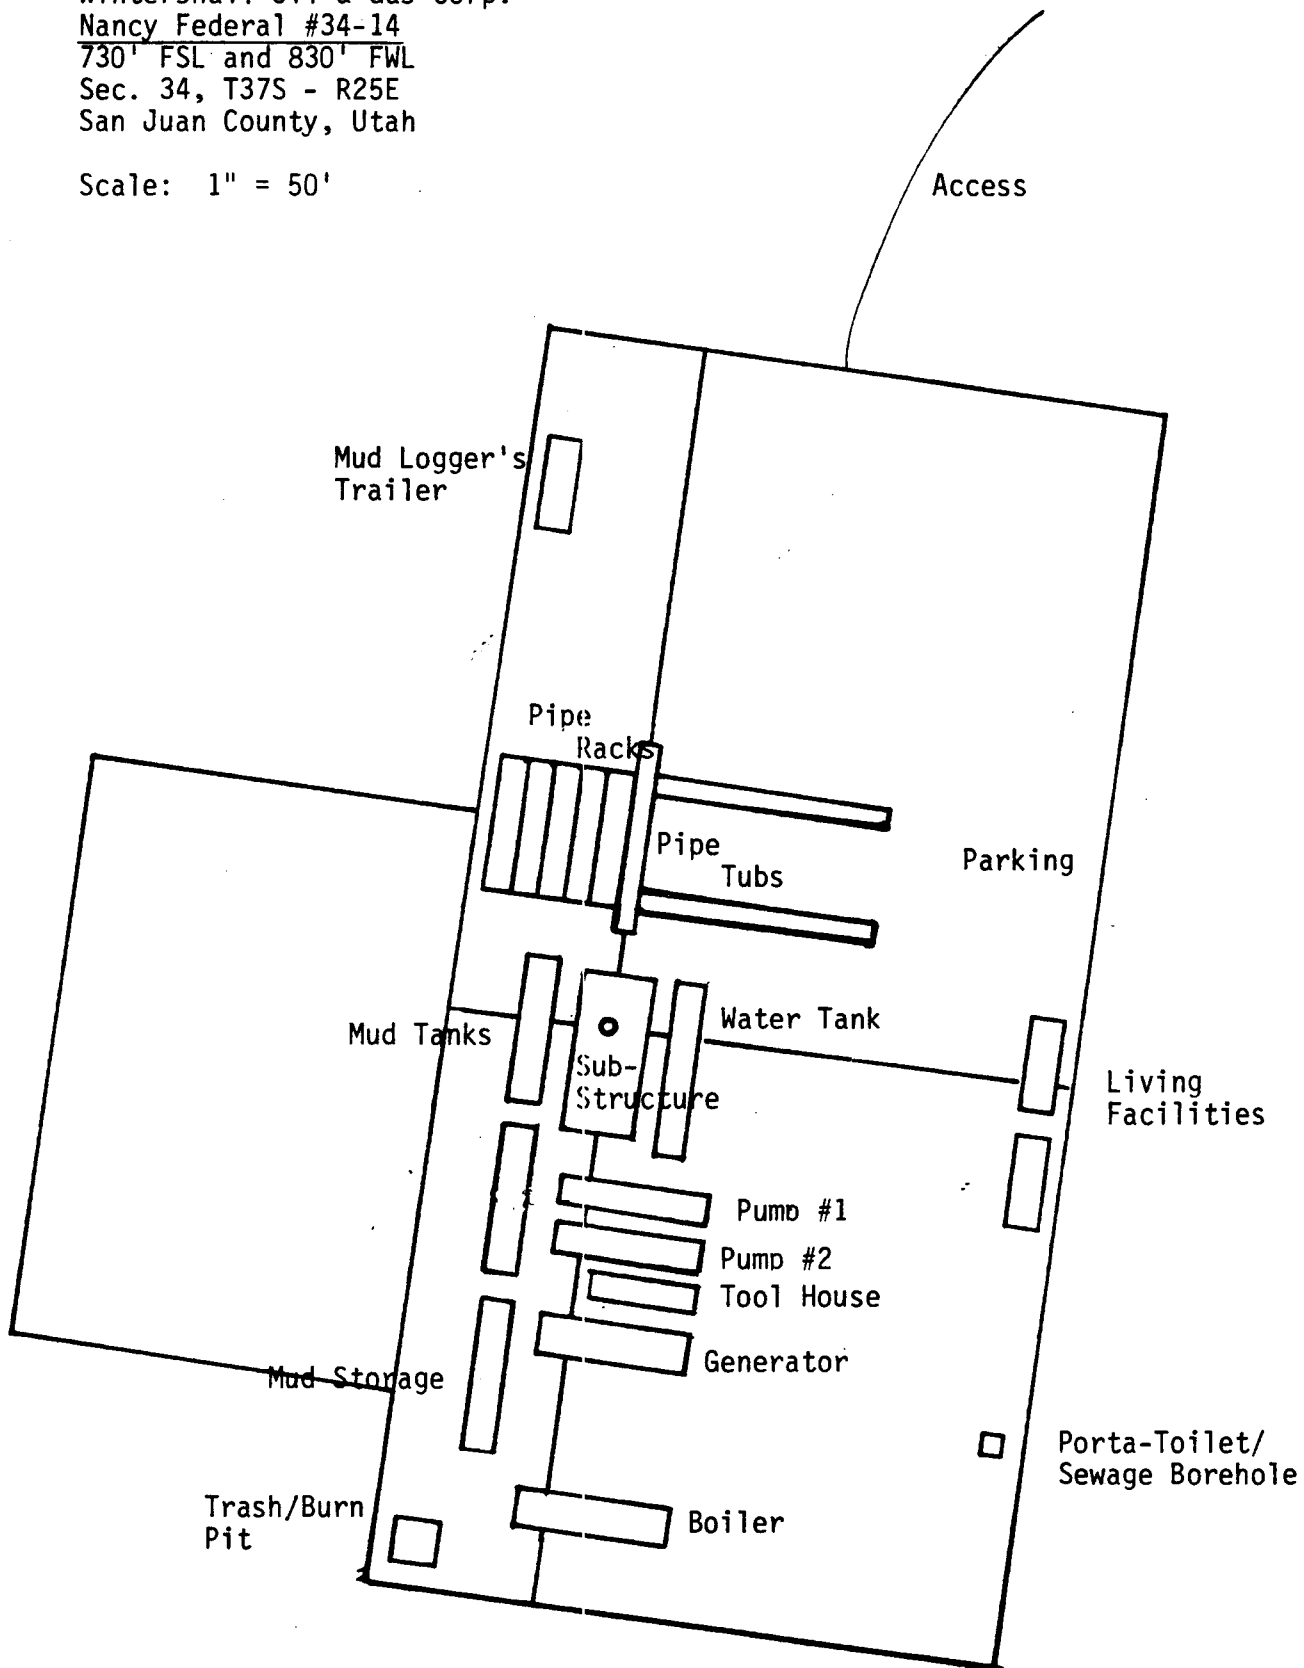 Nancy Federal #34-14
730' FSL and 830' FWL
Sec. 34, T37S - R25E
San Juan County, Utah
Scale: 1" = 50'
Access
Mud Logger's
Trailer
Pipe
Racks
Pipe
Tubs
Parking
Mud Tanks
Water Tank
Sub-
Structure
Living
Facilities
Pump #1
Pump #2
Tool House
Generator
Mud Storage
Porta-Toilet/
Sewage Borehole
Trash/Burn
Pit
Boiler